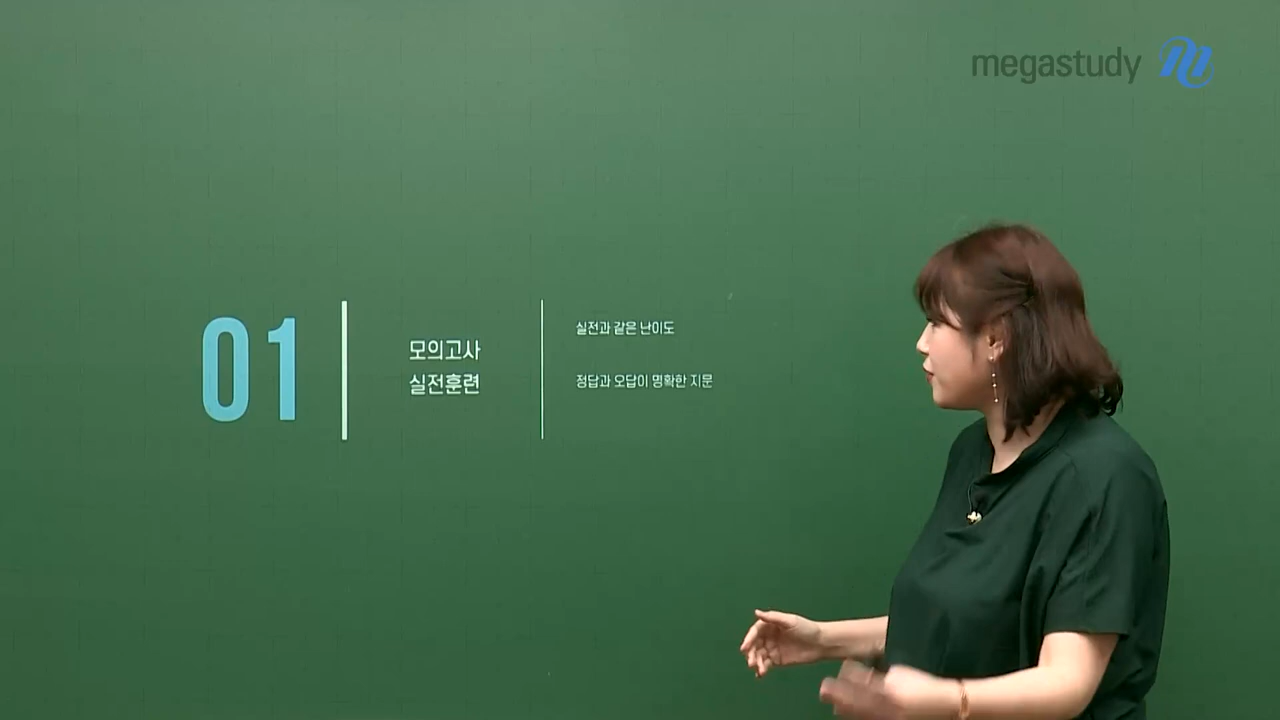 megastudy
01
모의고사
실전훈련
실전과 같은 난이도
정답과 오답이 명확한 지문